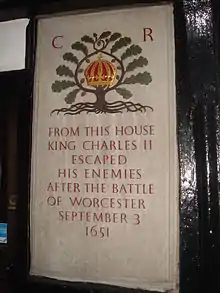 C R
FROM THIS HOUSE
KING CHARLES II
ESCAPED
HIS ENEMIES
AFTER THE BATTLE
OF WORCESTER
SEPTEMBER 3
1651